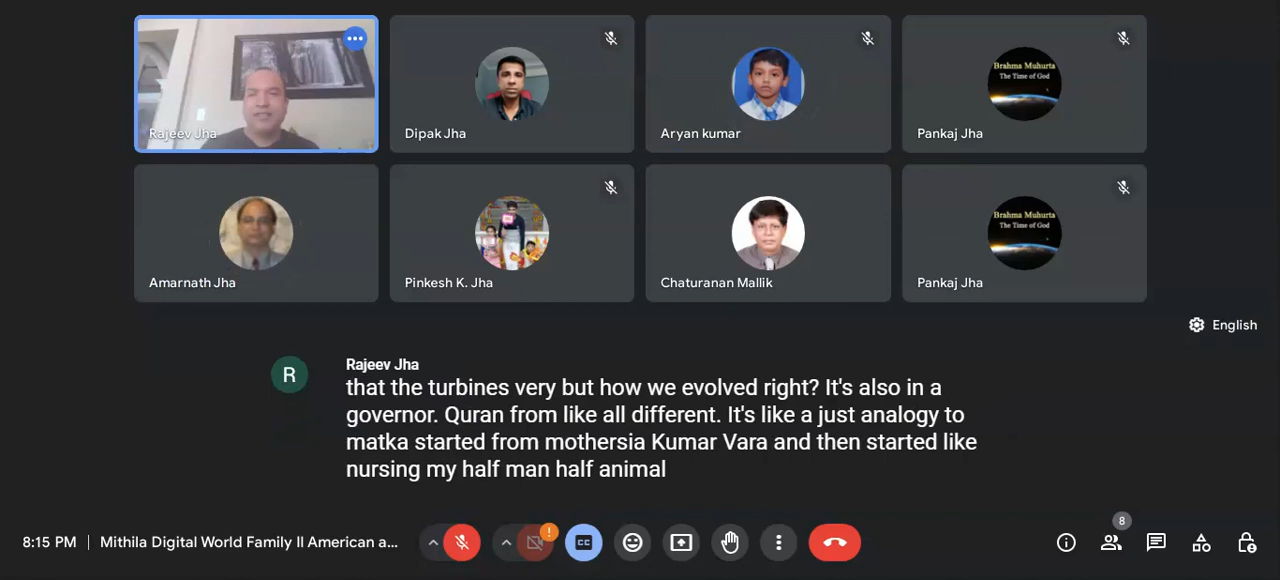 Rajeev Jha
Dipak Jha
Aryan kumar
Brahma Muhurta
The Time of God
Pankaj Jha
Amarnath Jha
Pinkesh K. Jha
Chaturanan Mallik
Brahma Muhurta
The Time of God
Pankaj Jha
English
R
Rajeev Jha
that the turbines very but how we evolved right? It's also in a
governor. Quran from like all different. It's like a just analogy to
matka started from mothersia Kumar Vara and then started like
nursing my half man half animal
8:15 PM | Mithila Digital World Family II American a...
CC
8